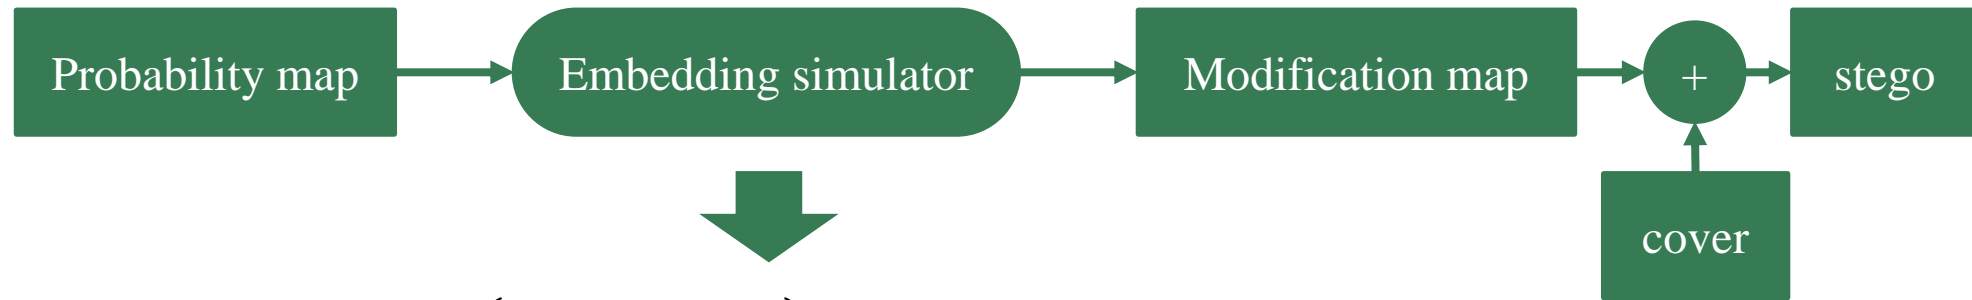 Probability map
Embedding simulator
Modification map
+
stego
cover